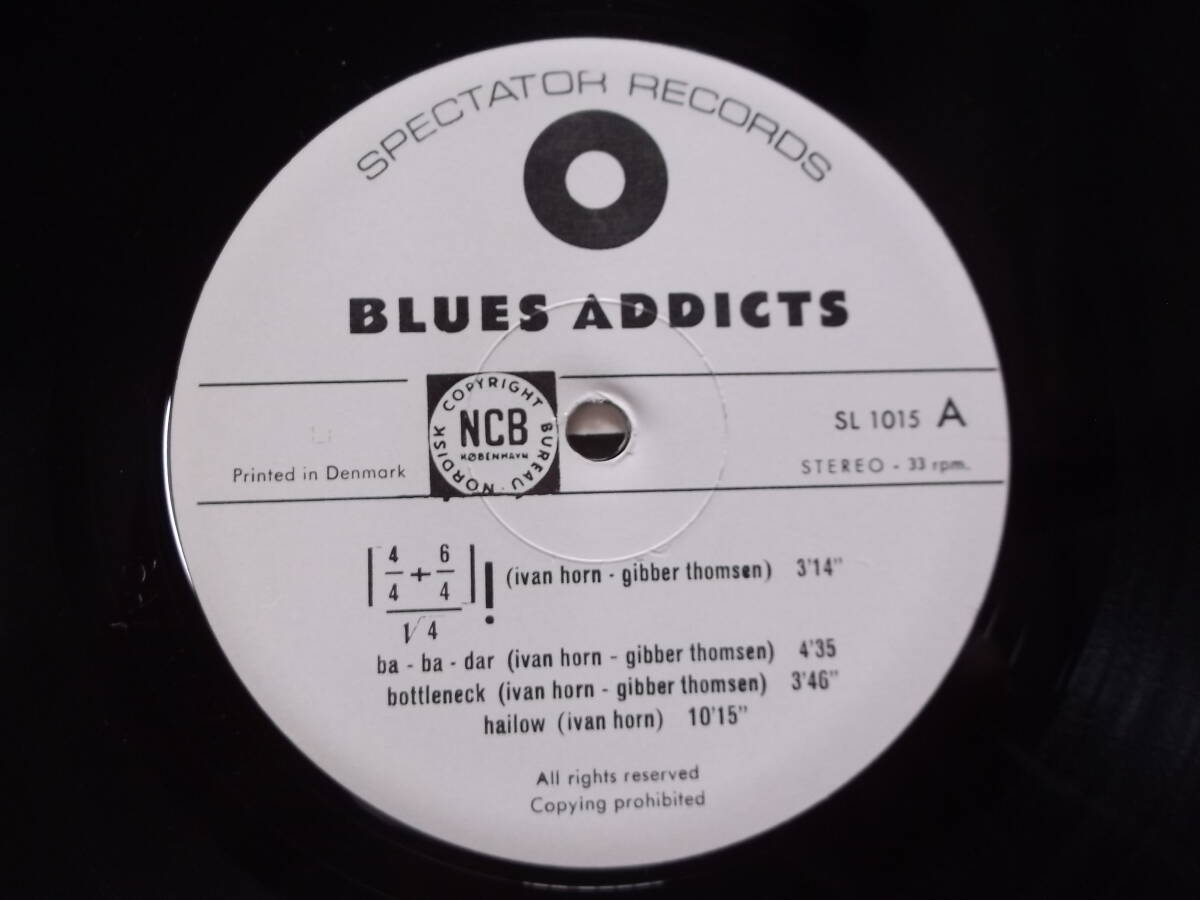 SPECTATOR RECORDS
BLUES ADDICTS
NORDISK COPYRIGHT BUREAU ·
NCB
KØBENHAVN
SL 1015 A
Printed in Denmark
STEREO - 33 rpm.
[4/4 + 6/4]! (ivan horn - gibber thomsen) 3'14"
√4
ba - ba - dar (ivan horn - gibber thomsen) 4'35
bottleneck (ivan horn - gibber thomsen) 3'46"
hailow (ivan horn) 10'15"
All rights reserved
Copying prohibited